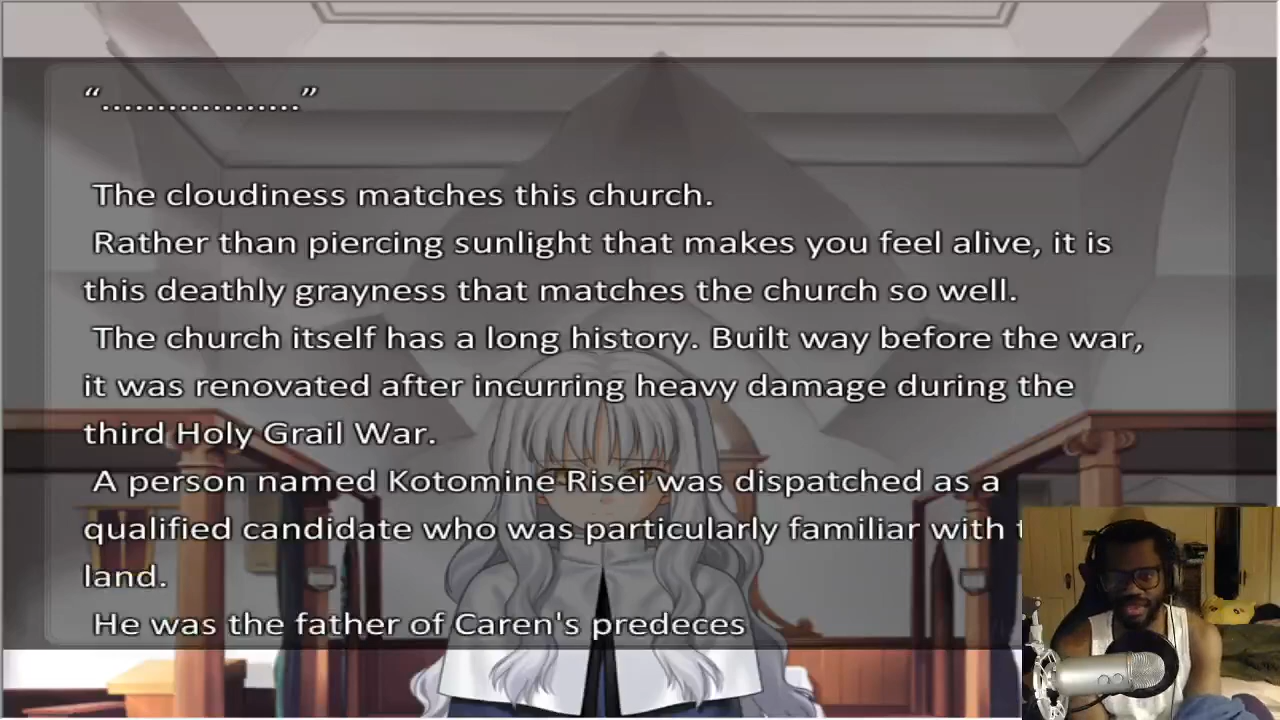 “..................”
The cloudiness matches this church.
Rather than piercing sunlight that makes you feel alive, it is
this deathly grayness that matches the church so well.
The church itself has a long history. Built way before the war,
it was renovated after incurring heavy damage during the
third Holy Grail War.
A person named Kotomine Risei was dispatched as a
qualified candidate who was particularly familiar with
land.
He was the father of Caren's predeces